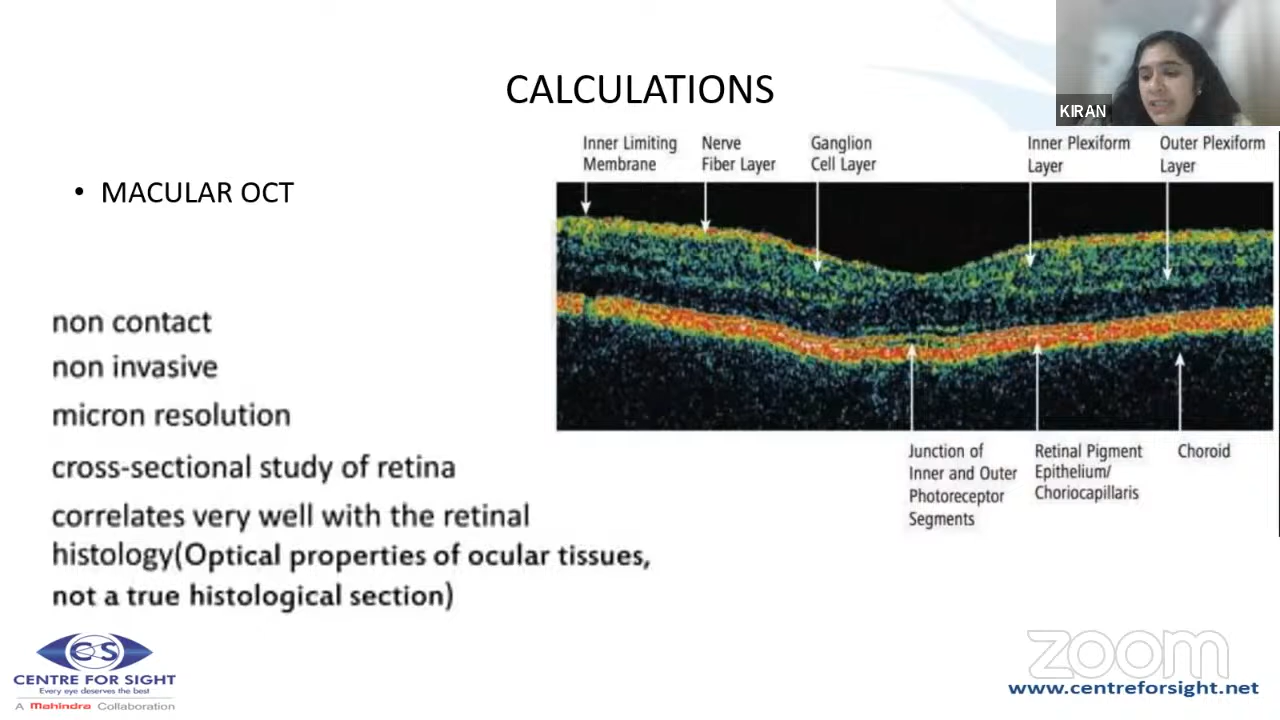 CALCULATIONS
KIRAN
• MACULAR OCT
Inner Limiting
Membrane
Nerve
Fiber Layer
Ganglion
Cell Layer
Inner Plexiform
Layer
Outer Plexiform
Layer
non contact
non invasive
micron resolution
cross-sectional study of retina
correlates very well with the retinal
histology(Optical properties of ocular tissues,
not a true histological section)
Junction of
Inner and Outer
Photoreceptor
Segments
Retinal Pigment
Epithelium/
Choriocapillaris
Choroid
CS
CENTRE FOR SIGHT
Every eye deserves the best
A Mahindra Collaboration
zoom
www.centreforsight.net